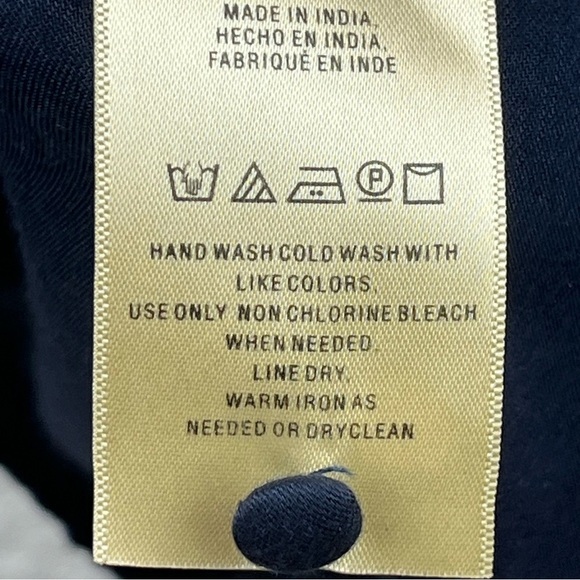 MADE IN INDIA.
HECHO EN INDIA.
FABRIQUÉ EN INDE
P
HAND WASH COLD WASH WITH
LIKE COLORS.
USE ONLY NON CHLORINE BLEACH
WHEN NEEDED.
LINE DRY.
WARM IRON AS
NEEDED OR DRYCLEAN